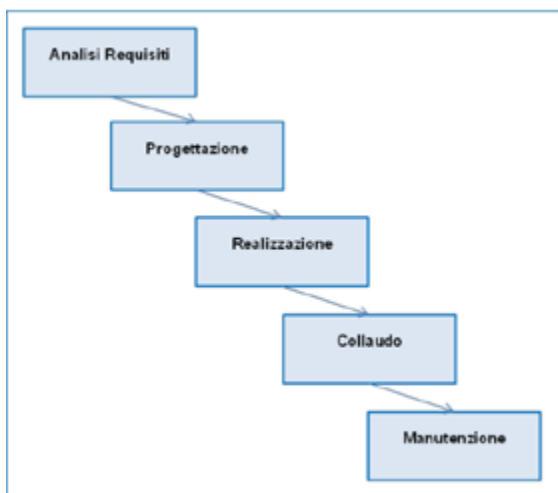 Analisi Requisiti
Progettazione
Realizzazione
Collaudo
Manutenzione